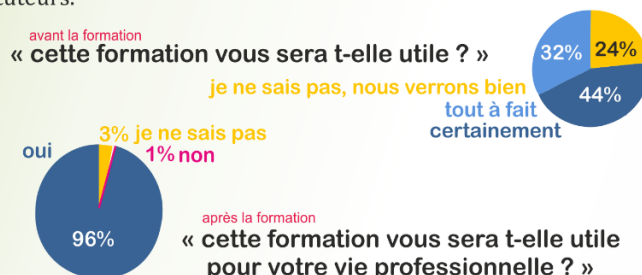 avant la formation
« cette formation vous sera t-elle utile ? »
32%
24%
44%
je ne sais pas, nous verrons bien
tout à fait
certainement
3% je ne sais pas
oui
1% non
96%
après la formation
« cette formation vous sera t-elle utile
pour votre vie professionnelle ? »